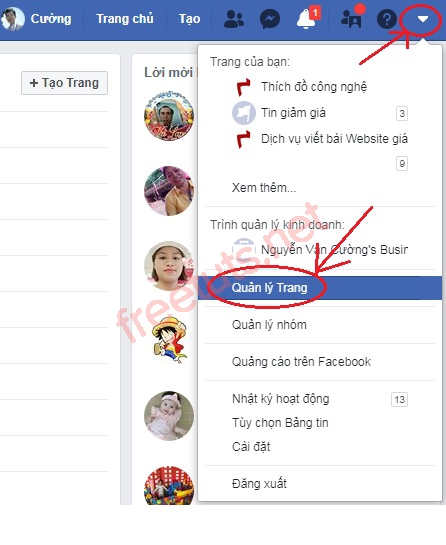 Cường Trang chủ Tạo 1
+ Tạo Trang
Lời mời
Trang của bạn:
Thích đồ công nghệ
Tin giảm giá 3
Dịch vụ viết bài Website giá
9
Xem thêm...
Trình quản lý kinh doanh:
Nguyễn Văn Cường's Busin
Quản lý Trang
Quản lý nhóm
Quảng cáo trên Facebook
Nhật ký hoạt động 13
Tùy chọn Bảng tin
Cài đặt
Đăng xuất
freetuts.net